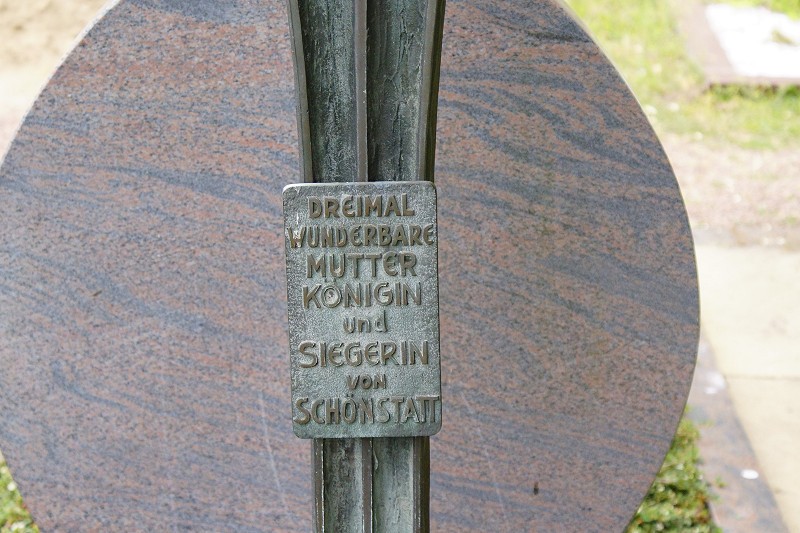 DREIMAL
WUNDERBARE
MUTTER
KÖNIGIN
und
SIEGERIN
VON
SCHÖNSTATT